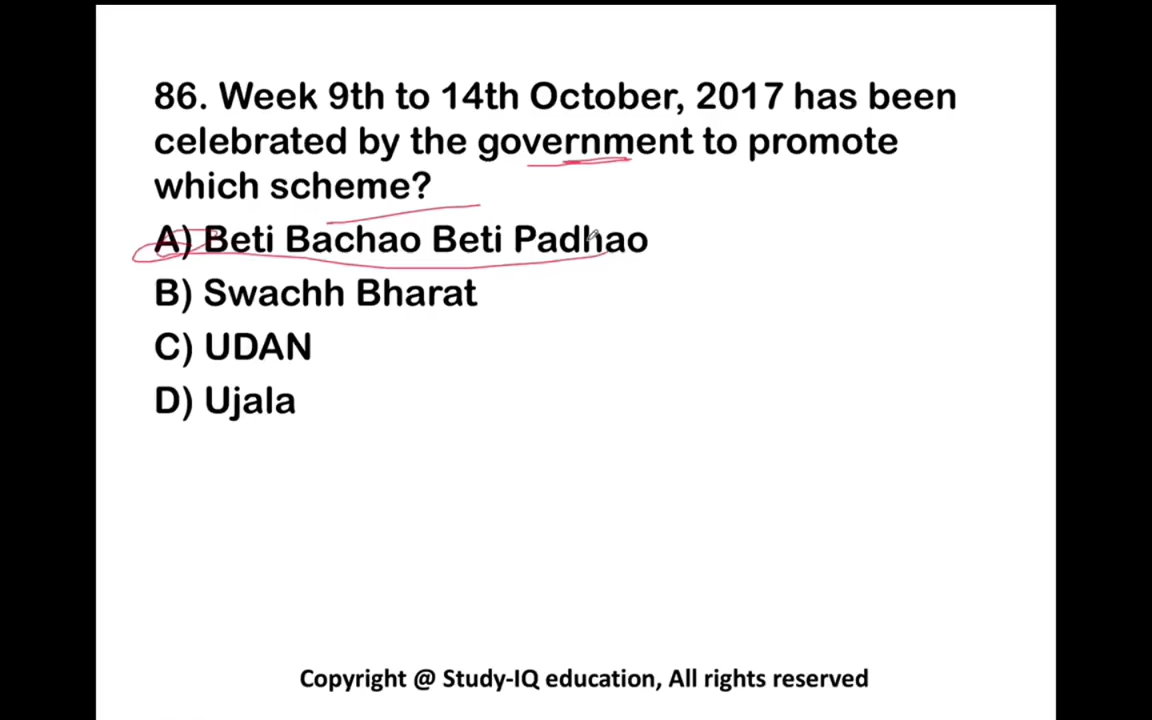 86. Week 9th to 14th October, 2017 has been
celebrated by the government to promote
which scheme?
A) Beti Bachao Beti Padhao
B) Swachh Bharat
C) UDAN
D) Ujala
Copyright @ Study-IQ education, All rights reserved